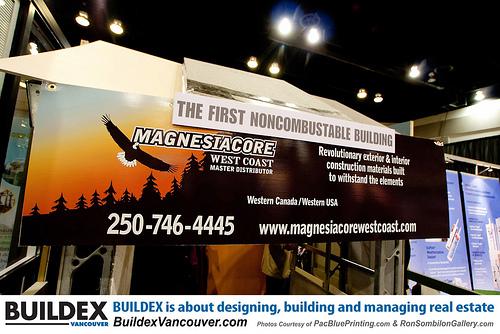 THE FIRST NONCOMBUSTABLE BUILDING
MAGNESIACORE
WEST COAST
MASTER DISTRIBUTOR
Revolutionary exterior & interior
construction materials built
to withstand the elements
Western Canada /Western USA
250-746-4445
www.magnesiacorewestcoast.com
BUILDEX
VANCOUVER
BUILDEX is about designing, building and managing real estate
BuildexVancouver.com
Photos Courtesy of PacBluePrinting.com & RonSombilonGallery.com